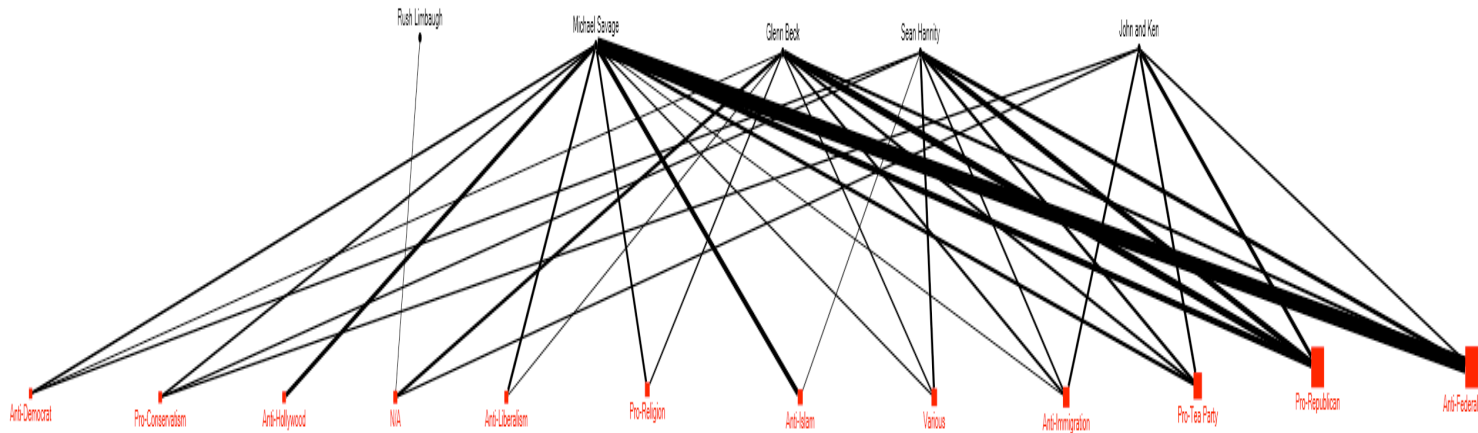 Rush Limbaugh
Michael Savage
Glenn Beck
Sean Hannity
John and Ken
Anti-Democrat
Pro-Conservatism
Anti-Hollywood
N/A
Anti-Liberalism
Pro-Religion
Anti-Islam
Various
Anti-Immigration
Pro-Tea Party
Pro-Republican
Anti-Federal